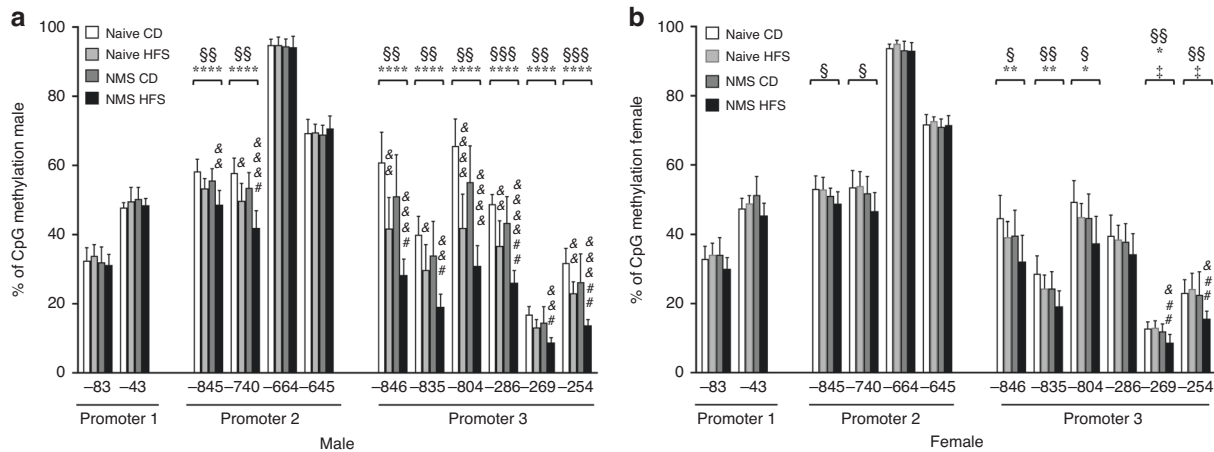 a
% of CpG methylation male
100
80
60
40
20
0
Naive CD
Naive HFS
NMS CD
NMS HFS
§§ §§ §§ §§ §§ §§§ §§ §§§
**** **** **** **** **** **** **** ****
& & & & & & # & & & & & # # & & & # & & & & & & & & & # # & & # & & & & & # #
–83 –43 –845 –740 –664 –645 –846 –835 –804 –286 –269 –254
Promoter 1 Promoter 2 Promoter 3
Male
b
% of CpG methylation female
100
80
60
40
20
0
Naive CD
Naive HFS
NMS CD
NMS HFS
§ § § §§ § §§ §§
** ** * * ‡ ‡
& # # & # #
–83 –43 –845 –740 –664 –645 –846 –835 –804 –286 –269 –254
Promoter 1 Promoter 2 Promoter 3
Female